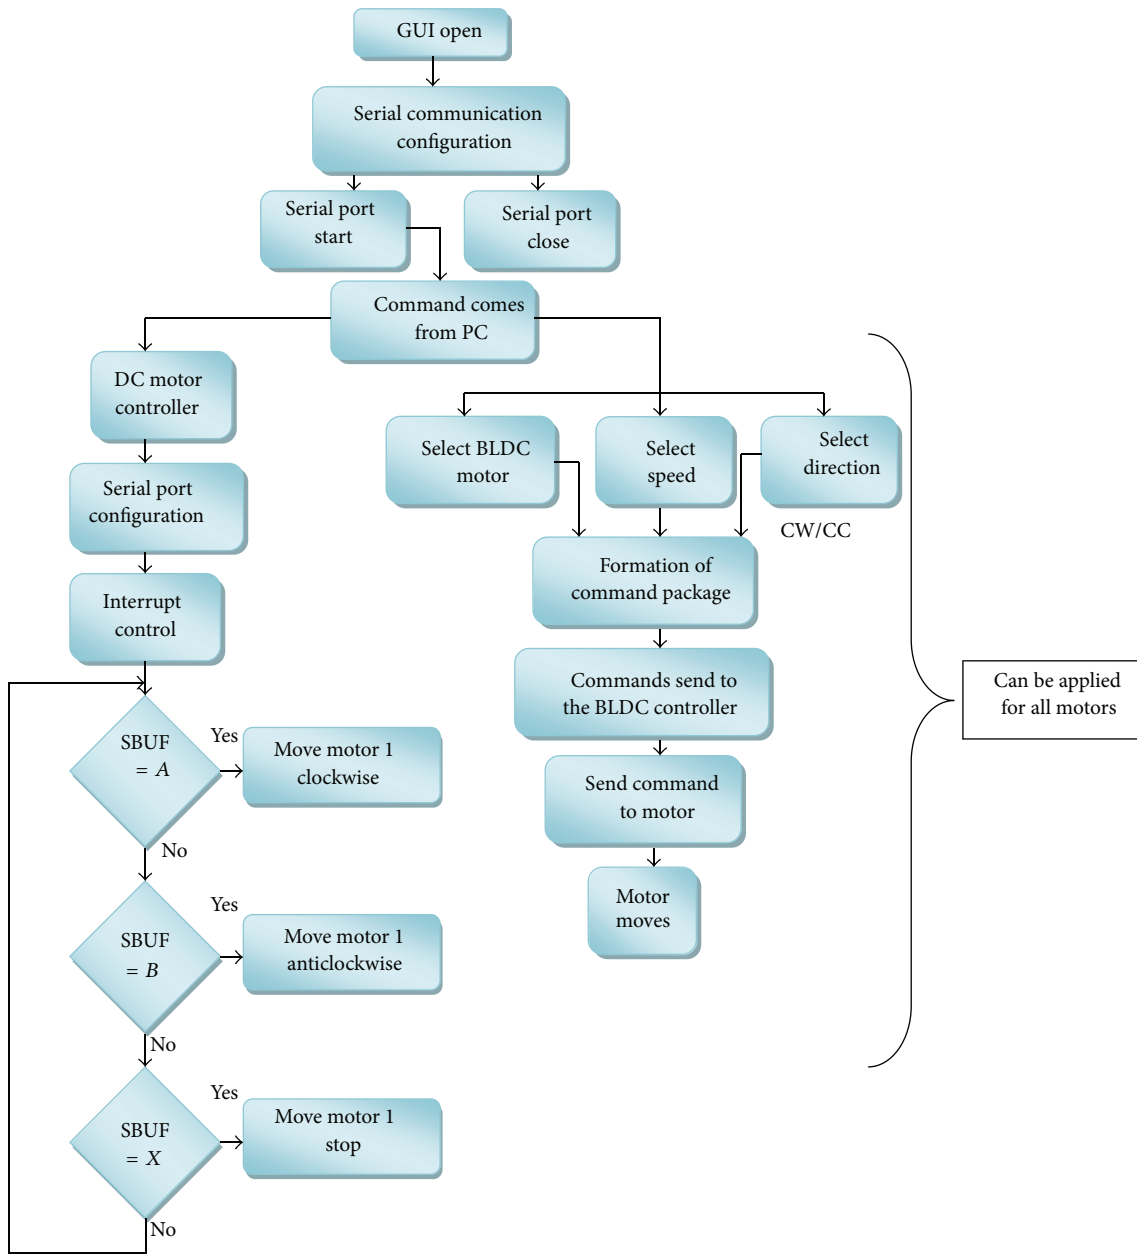 GUI open
Serial communication
configuration
Serial port
start
Serial port
close
Command comes
from PC
DC motor
controller
Serial port
configuration
Interrupt
control
SBUF
= A
Yes
Move motor 1
clockwise
No
SBUF
= B
Yes
Move motor 1
anticlockwise
No
SBUF
= X
Yes
Move motor 1
stop
No
Select BLDC
motor
Select
speed
Select
direction
CW/CC
Formation of
command package
Commands send to
the BLDC controller
Send command
to motor
Motor
moves
Can be applied
for all motors